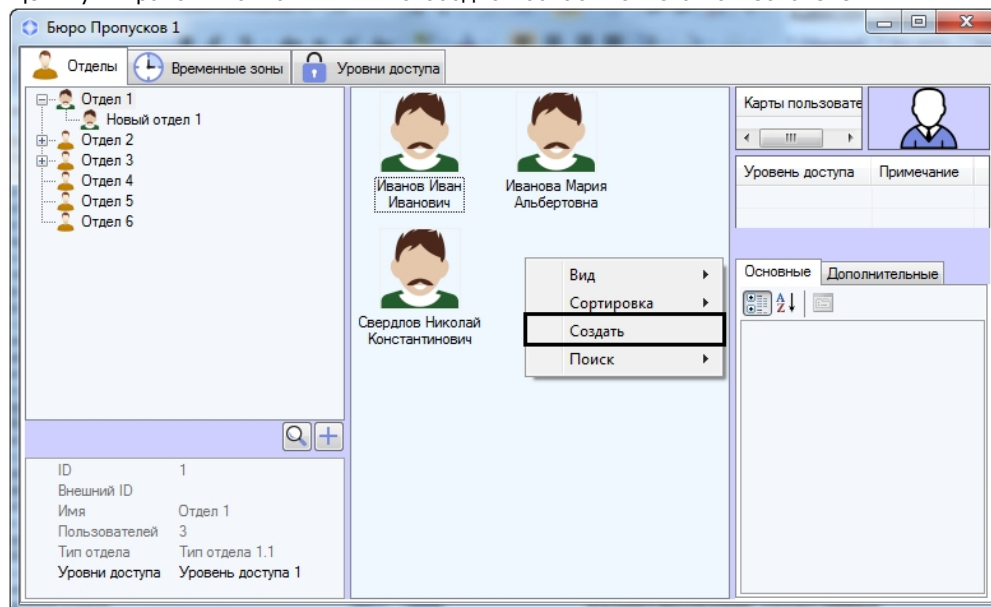 Бюро Пропусков 1
Отделы
Временные зоны
Уровни доступа
Отдел 1
Новый отдел 1
Отдел 2
Отдел 3
Отдел 4
Отдел 5
Отдел 6
ID 1
Внешний ID
Имя Отдел 1
Пользователей 3
Тип отдела Тип отдела 1.1
Уровни доступа Уровень доступа 1
Иванов Иван
Иванович
Иванова Мария
Альбертовна
Свердлов Николай
Константинович
Вид
Сортировка
Создать
Поиск
Карты пользовате
Уровень доступа Примечание
Основные Дополнительные